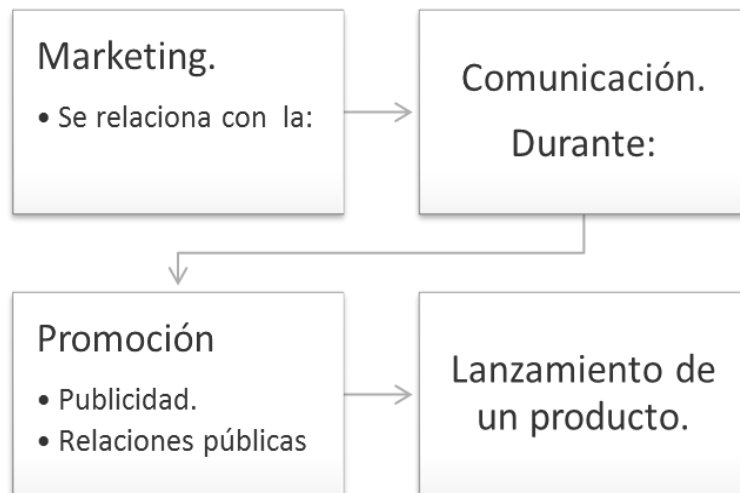 Marketing.
• Se relaciona con la:
Comunicación.
Durante:
Promoción
• Publicidad.
• Relaciones públicas
Lanzamiento de
un producto.